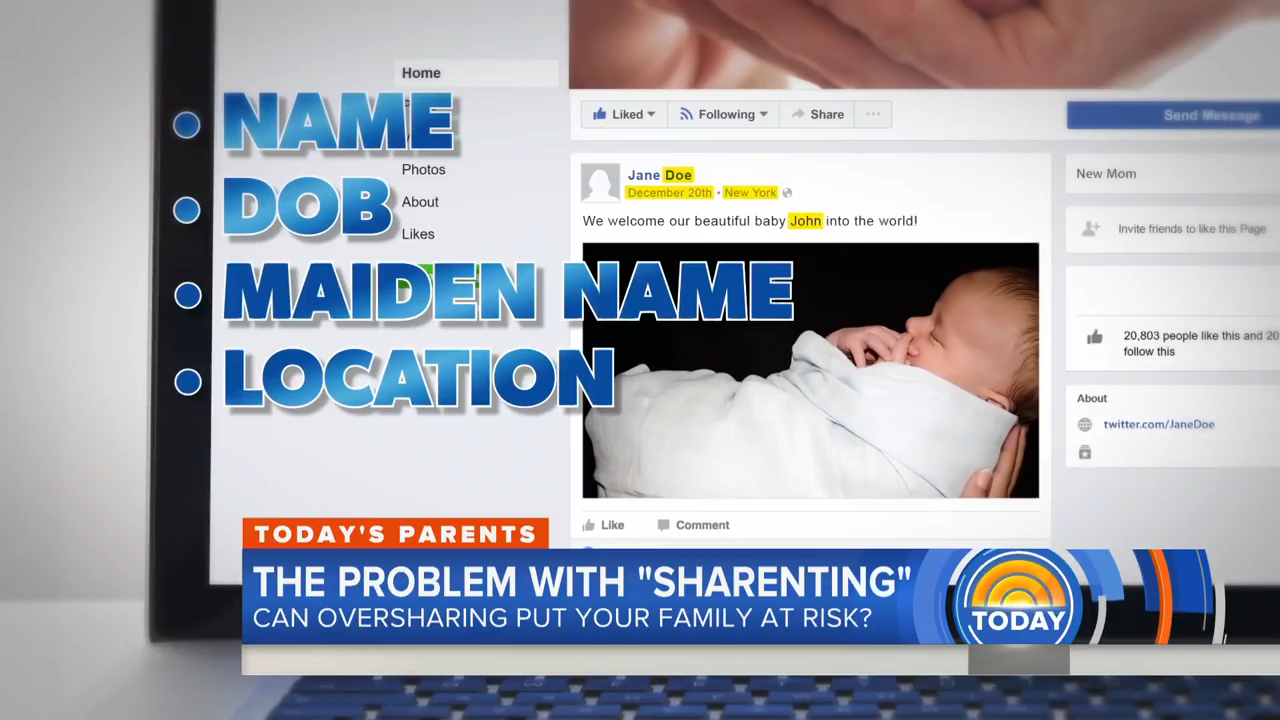 Home
NAME
DOB
MAIDEN NAME
LOCATION
Photos
About
Likes
Liked
Following
Share
Send Message
Jane Doe
December 20th • New York
We welcome our beautiful baby John into the world!
Like
Comment
New Mom
Invite friends to like this Page
20,803 people like this and 20
follow this
About
twitter.com/JaneDoe
TODAY'S PARENTS
THE PROBLEM WITH "SHARENTING"
CAN OVERSHARING PUT YOUR FAMILY AT RISK?
TODAY